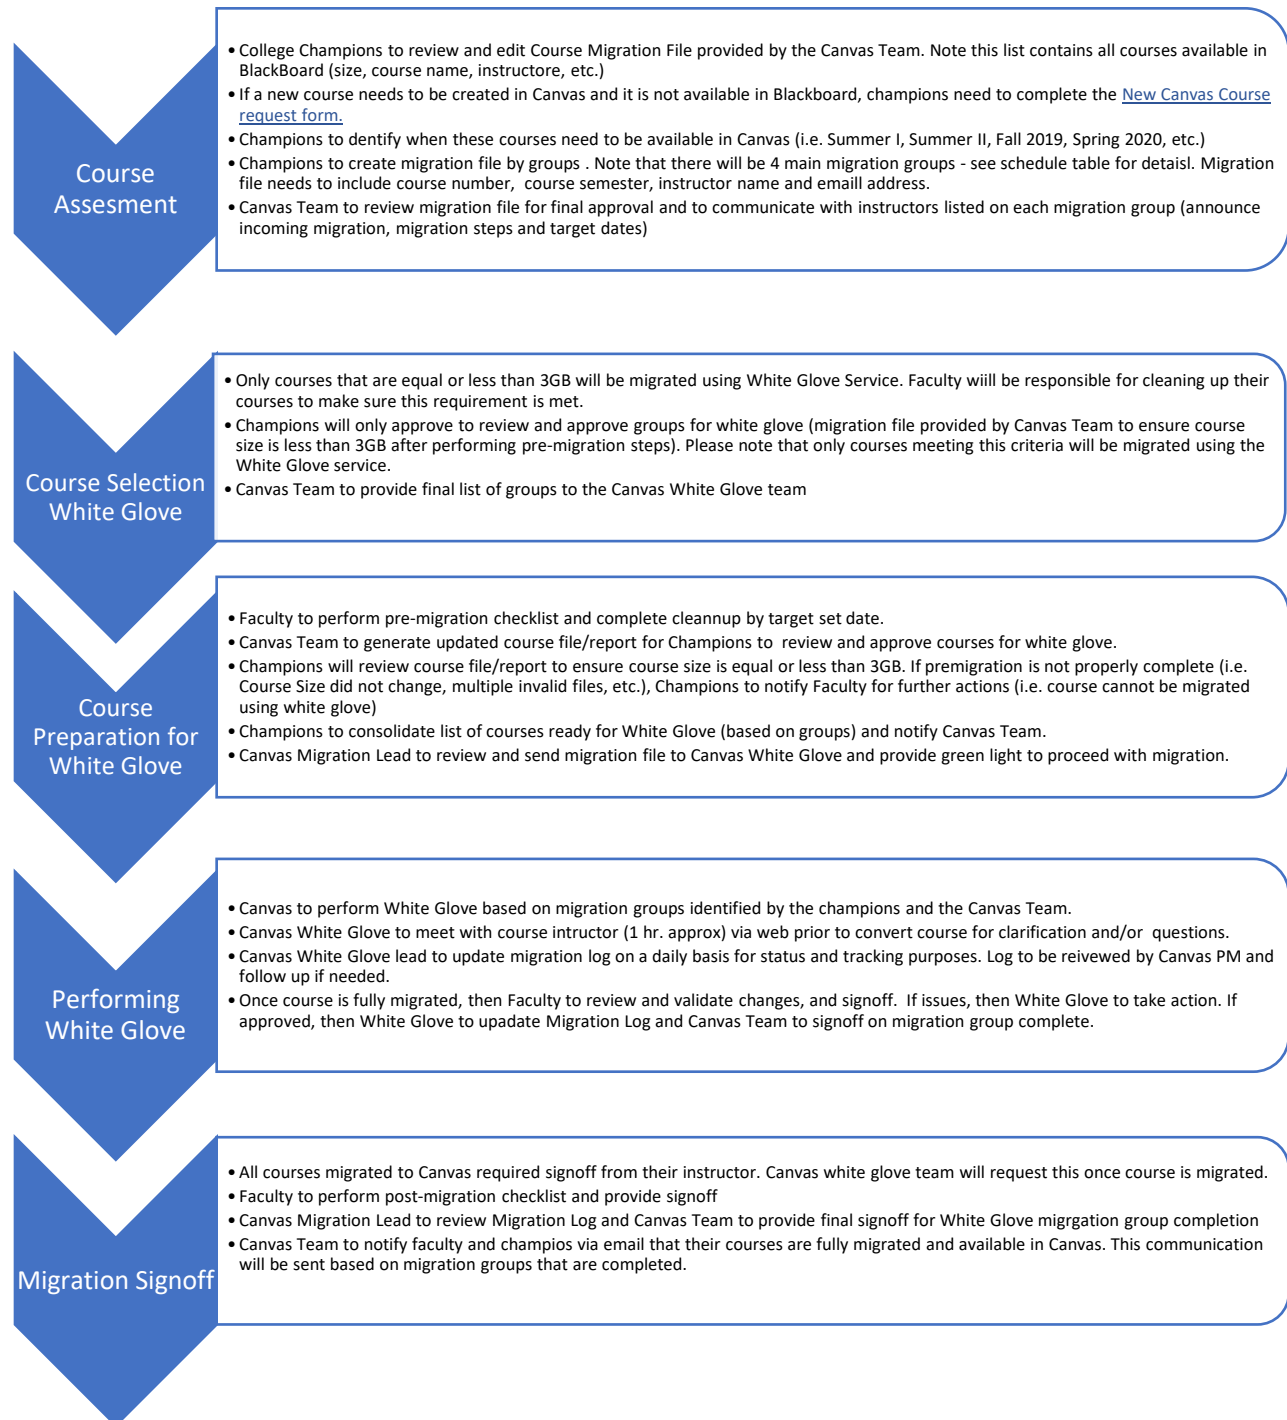 Course
Assesment
• College Champions to review and edit Course Migration File provided by the Canvas Team. Note this list contains all courses available in
BlackBoard (size, course name, instructore, etc.)
• If a new course needs to be created in Canvas and it is not available in Blackboard, champions need to complete the New Canvas Course
request form.
• Champions to dentify when these courses need to be available in Canvas (i.e. Summer I, Summer II, Fall 2019, Spring 2020, etc.)
• Champions to create migration file by groups . Note that there will be 4 main migration groups - see schedule table for detaisl. Migration
file needs to include course number, course semester, instructor name and emaill address.
• Canvas Team to review migration file for final approval and to communicate with instructors listed on each migration group (announce
incoming migration, migration steps and target dates)
Course Selection
White Glove
• Only courses that are equal or less than 3GB will be migrated using White Glove Service. Faculty wiill be responsible for cleaning up their
courses to make sure this requirement is met.
• Champions will only approve to review and approve groups for white glove (migration file provided by Canvas Team to ensure course
size is less than 3GB after performing pre-migration steps). Please note that only courses meeting this criteria will be migrated using the
White Glove service.
• Canvas Team to provide final list of groups to the Canvas White Glove team
Course
Preparation for
White Glove
• Faculty to perform pre-migration checklist and complete cleannup by target set date.
• Canvas Team to generate updated course file/report for Champions to review and approve courses for white glove.
• Champions will review course file/report to ensure course size is equal or less than 3GB. If premigration is not properly complete (i.e.
Course Size did not change, multiple invalid files, etc.), Champions to notify Faculty for further actions (i.e. course cannot be migrated
using white glove)
• Champions to consolidate list of courses ready for White Glove (based on groups) and notify Canvas Team.
• Canvas Migration Lead to review and send migration file to Canvas White Glove and provide green light to proceed with migration.
Performing
White Glove
• Canvas to perform White Glove based on migration groups identified by the champions and the Canvas Team.
• Canvas White Glove to meet with course intructor (1 hr. approx) via web prior to convert course for clarification and/or questions.
• Canvas White Glove lead to update migration log on a daily basis for status and tracking purposes. Log to be reivewed by Canvas PM and
follow up if needed.
• Once course is fully migrated, then Faculty to review and validate changes, and signoff. If issues, then White Glove to take action. If
approved, then White Glove to upadate Migration Log and Canvas Team to signoff on migration group complete.
Migration Signoff
• All courses migrated to Canvas required signoff from their instructor. Canvas white glove team will request this once course is migrated.
• Faculty to perform post-migration checklist and provide signoff
• Canvas Migration Lead to review Migration Log and Canvas Team to provide final signoff for White Glove migrgation group completion
• Canvas Team to notify faculty and champios via email that their courses are fully migrated and available in Canvas. This communication
will be sent based on migration groups that are completed.